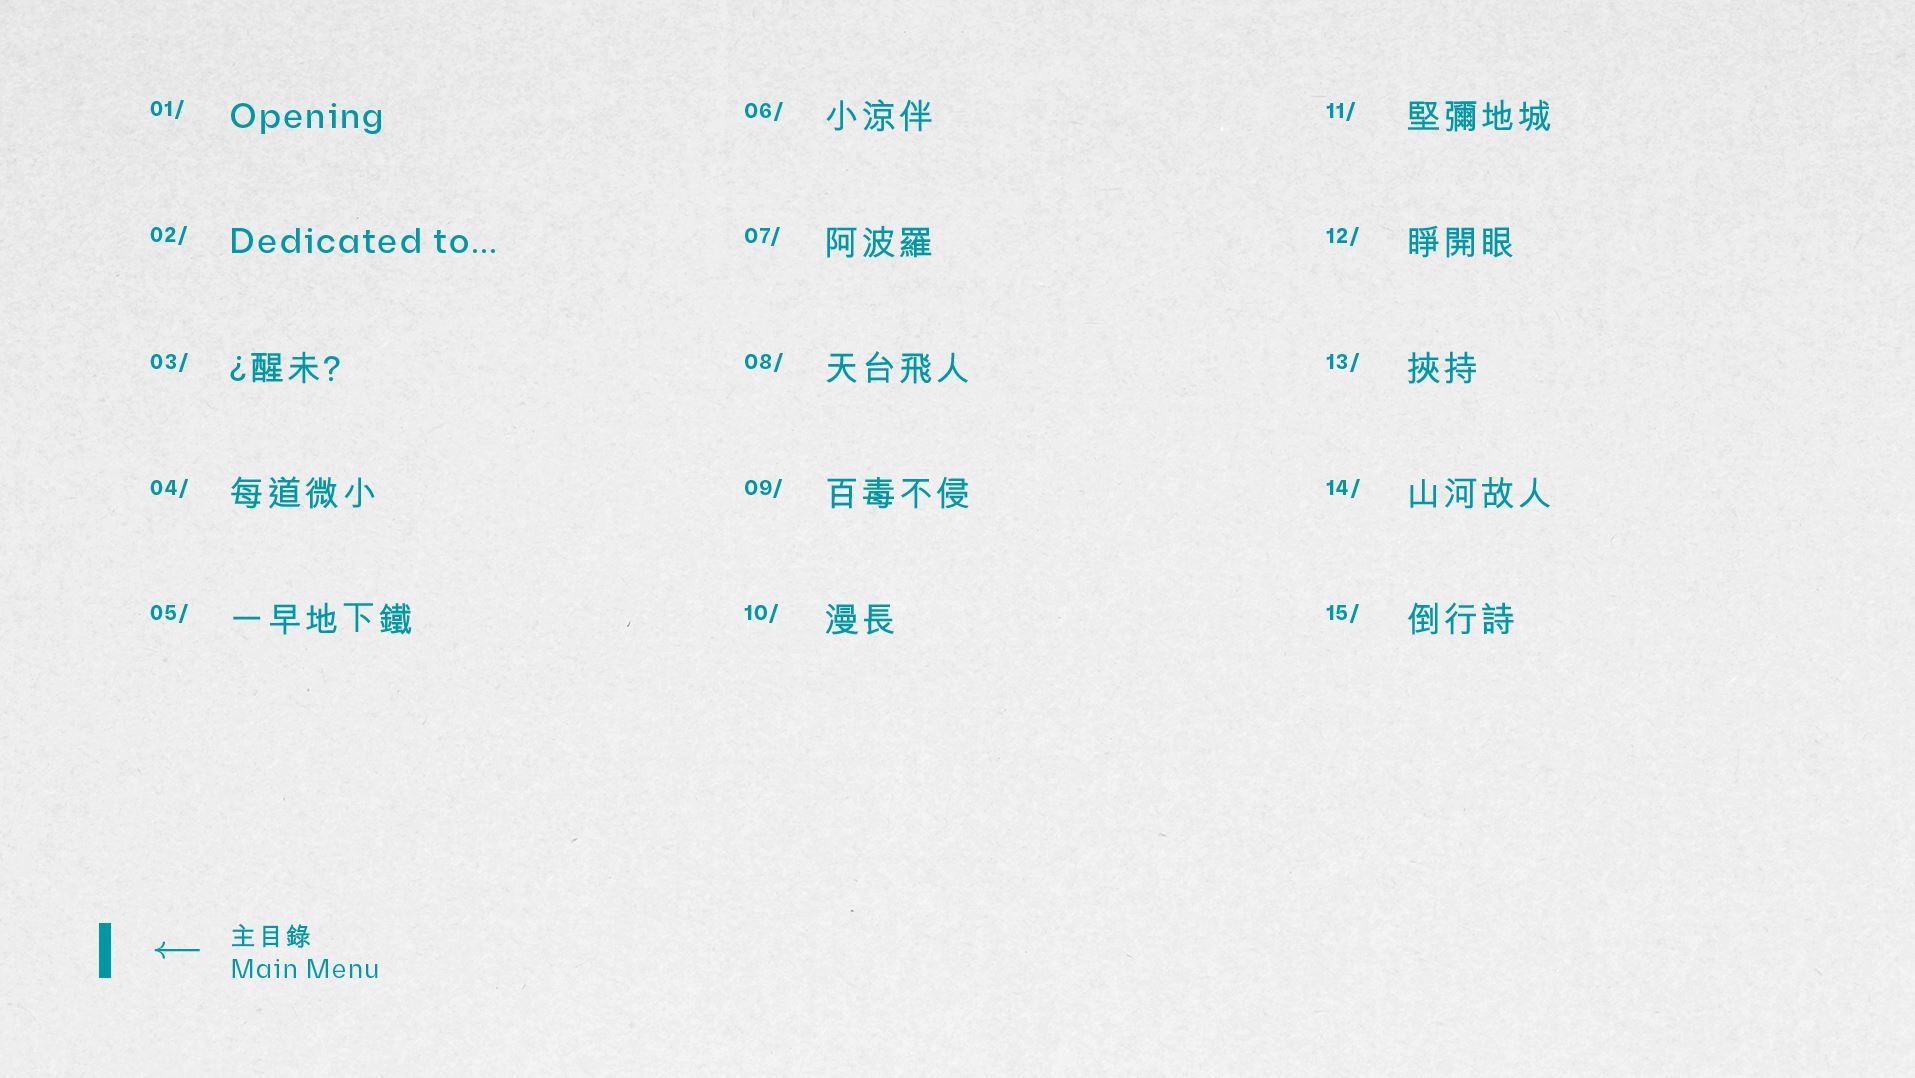 01/ Opening
02/ Dedicated to...
03/ ¿醒未?
04/ 每道微小
05/ 一早地下鐵
06/ 小涼伴
07/ 阿波羅
08/ 天台飛人
09/ 百毒不侵
10/ 漫長
11/ 堅彌地城
12/ 睜開眼
13/ 挾持
14/ 山河故人
15/ 倒行詩
主目錄
Main Menu